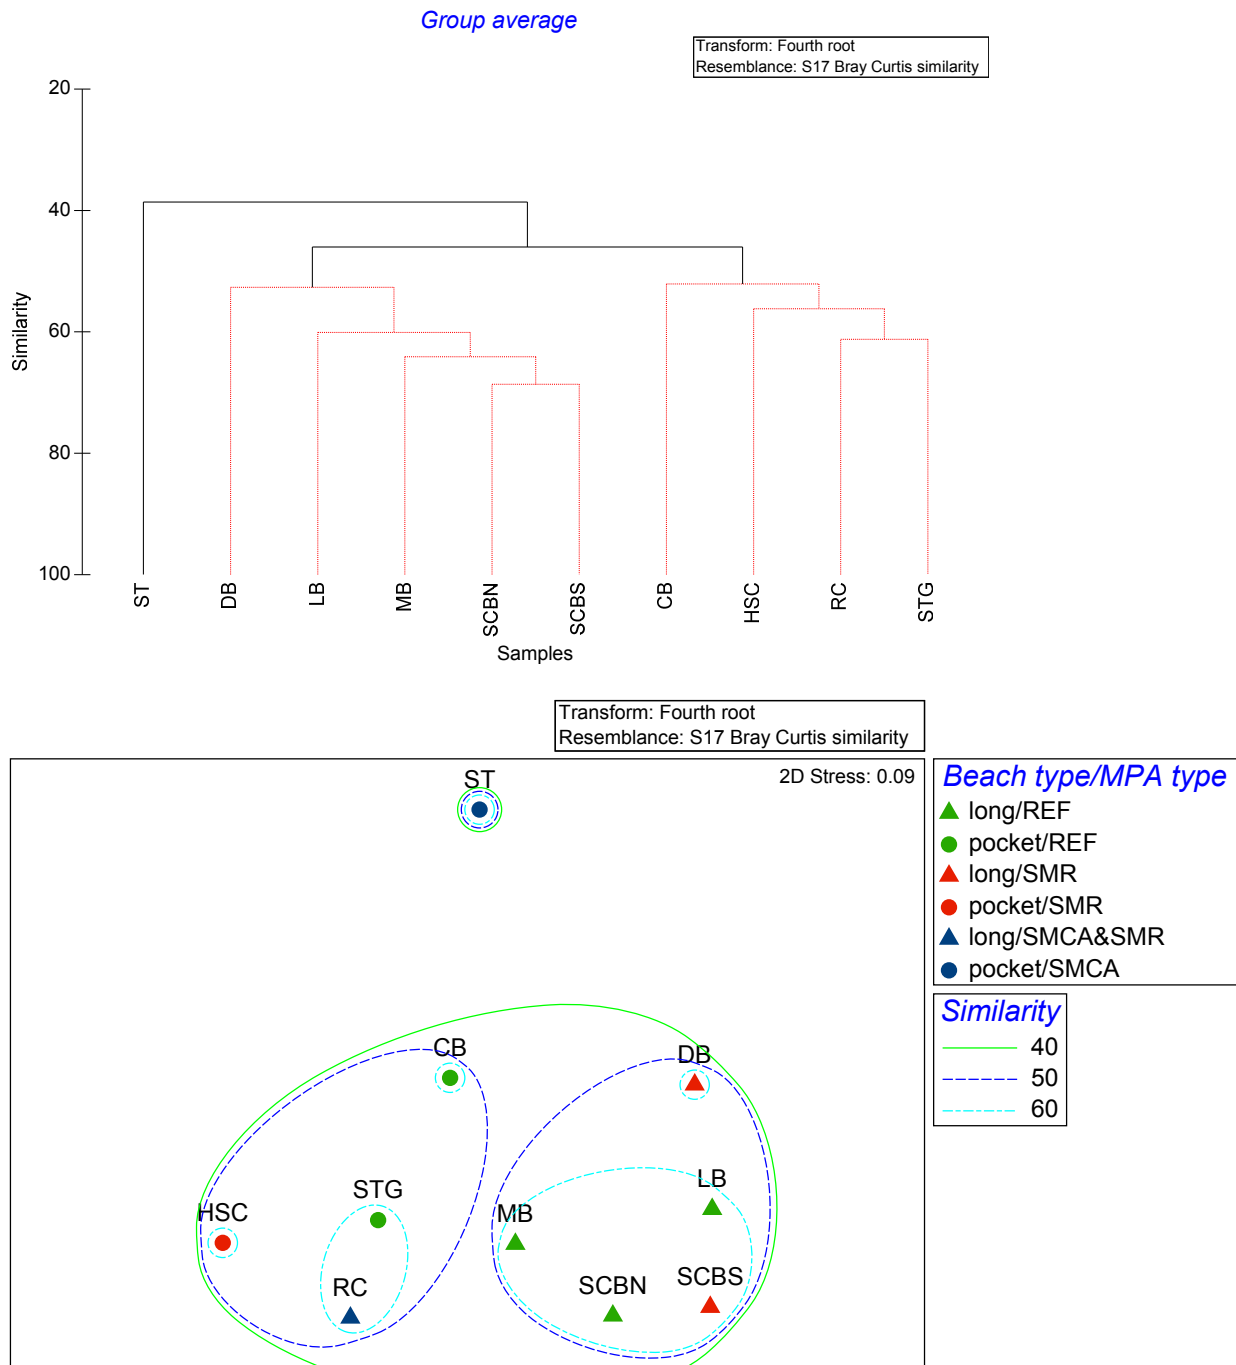 Group average
Transform: Fourth root
Resemblance: S17 Bray Curtis similarity
20
40
60
80
100
Similarity
ST
DB
LB
MB
SCBN
SCBS
CB
HSC
RC
STG
Samples
Transform: Fourth root
Resemblance: S17 Bray Curtis similarity
2D Stress: 0.09
ST
CB
DB
STG
LB
HSC
MB
RC
SCBN
SCBS
Beach type/MPA type
long/REF
pocket/REF
long/SMR
pocket/SMR
long/SMCA&SMR
pocket/SMCA
Similarity
40
50
60